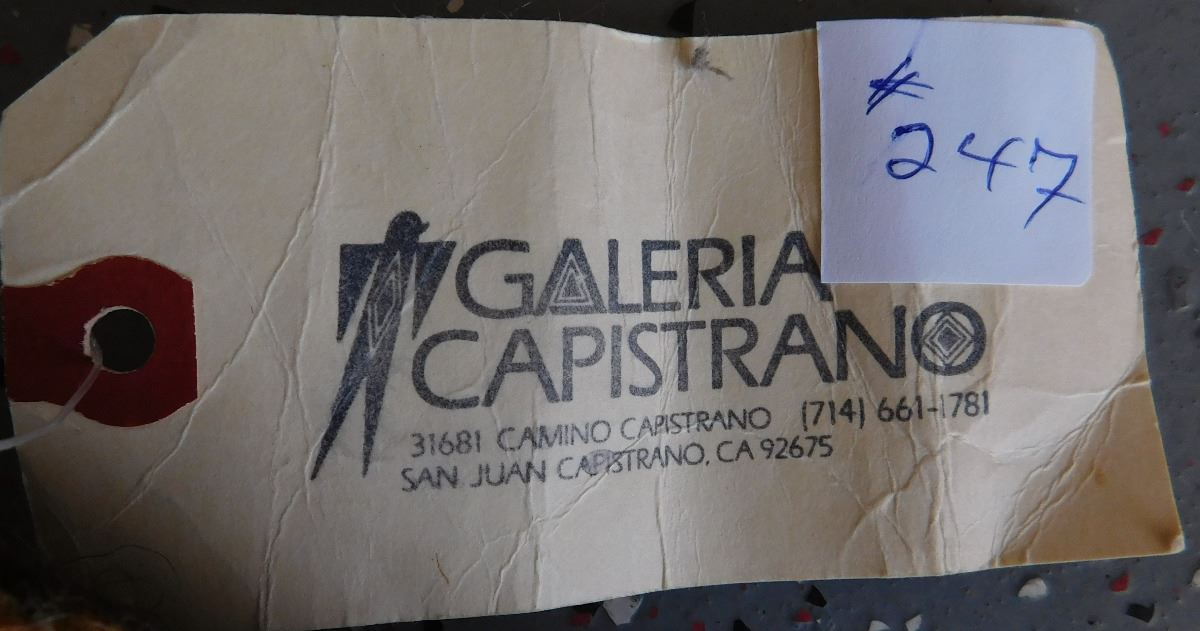 #
247
GALERIA
CAPISTRANO
31681 CAMINO CAPISTRANO (714) 661-1781
SAN JUAN CAPISTRANO, CA 92675